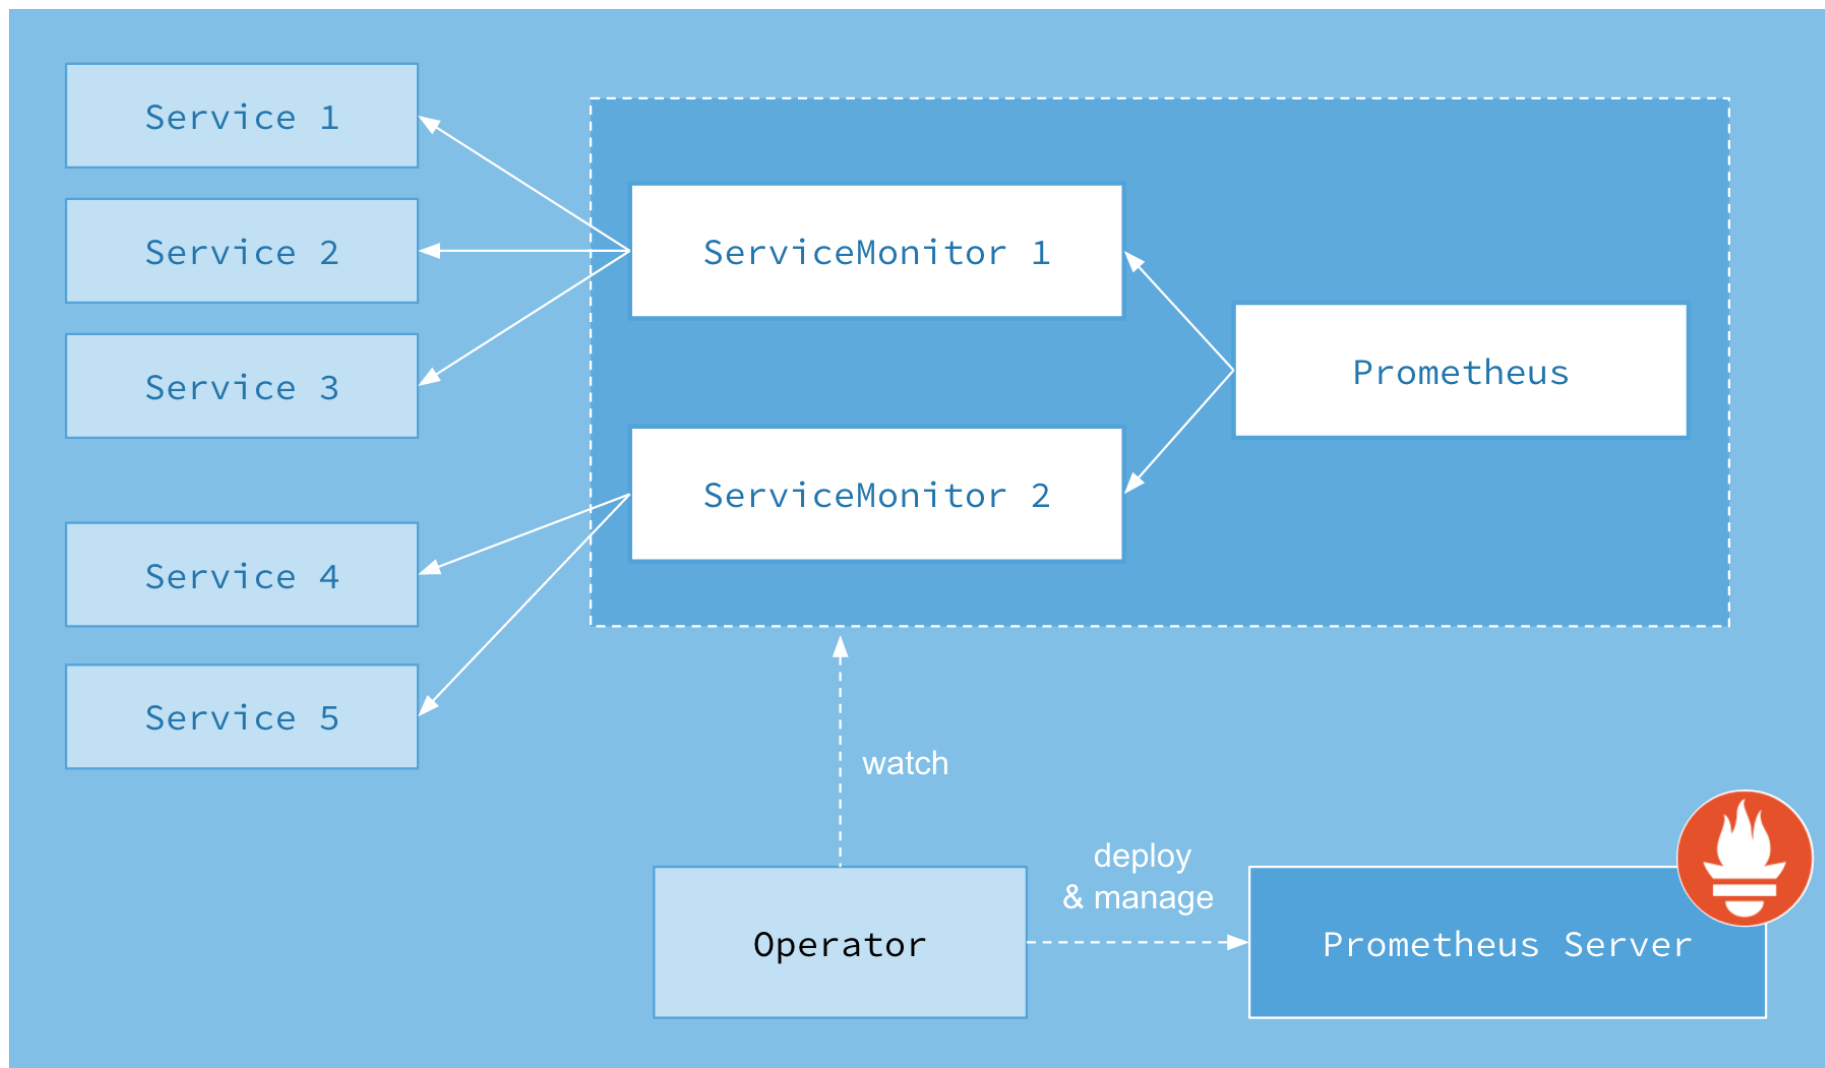 Service 1
Service 2
Service 3
Service 4
Service 5
ServiceMonitor 1
ServiceMonitor 2
Prometheus
watch
Operator
deploy
& manage
Prometheus Server